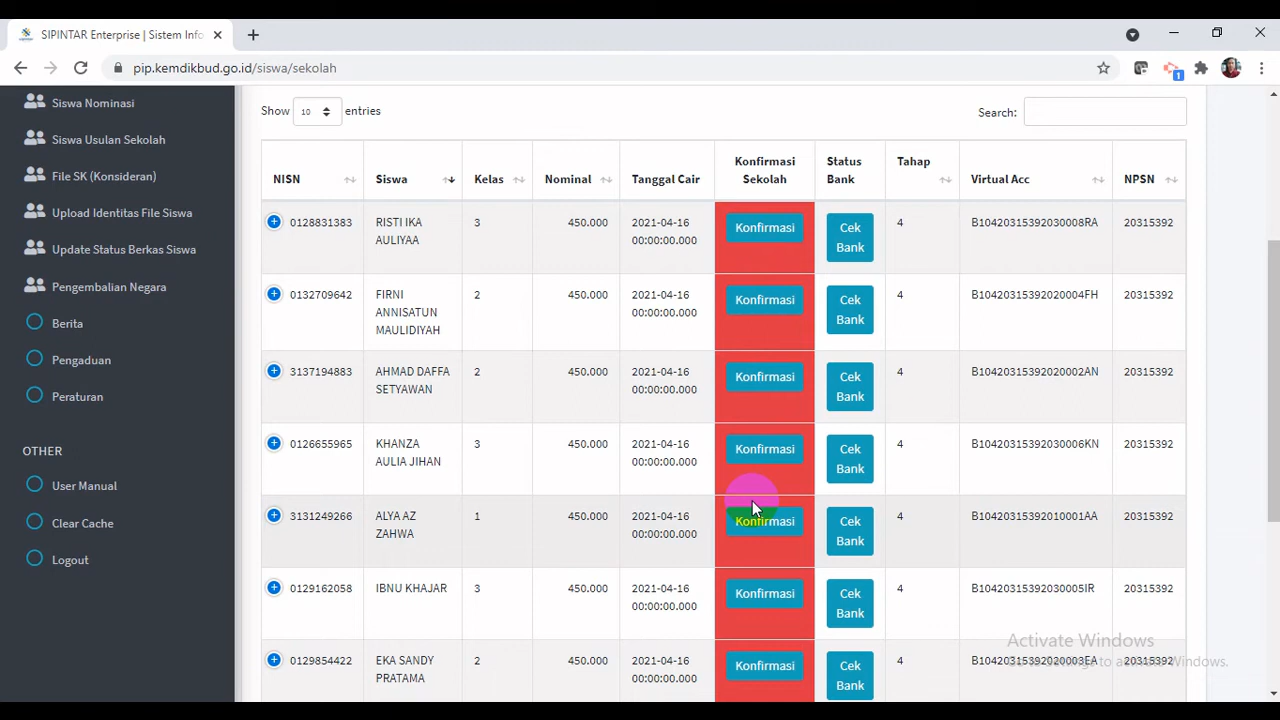 SIPINTAR Enterprise | Sistem Info
pip.kemdikbud.go.id/siswa/sekolah
1
Siswa Nominasi
Siswa Usulan Sekolah
File SK (Konsideran)
Upload Identitas File Siswa
Update Status Berkas Siswa
Pengembalian Negara
Berita
Pengaduan
Peraturan
OTHER
User Manual
Clear Cache
Logout
Show 10 entries
Search:
NISN Siswa Kelas Nominal Tanggal Cair Konfirmasi Sekolah Status Bank Tahap Virtual Acc NPSN
0128831383 RISTI IKA 3 450.000 2021-04-16 Konfirmasi Cek 4 B10420315392030008RA 20315392
AULIYAA 00:00:00.000 Bank
0132709642 FIRNI 2 450.000 2021-04-16 Konfirmasi Cek 4 B10420315392020004FH 20315392
ANNISATUN 00:00:00.000 Bank
MAULIDIYAH
3137194883 AHMAD DAFFA 2 450.000 2021-04-16 Konfirmasi Cek 4 B10420315392020002AN 20315392
SETYAWAN 00:00:00.000 Bank
0126655965 KHANZA 3 450.000 2021-04-16 Konfirmasi Cek 4 B10420315392030006KN 20315392
AULIA JIHAN 00:00:00.000 Bank
3131249266 ALYA AZ 1 450.000 2021-04-16 Konfirmasi Cek 4 B10420315392010001AA 20315392
ZAHWA 00:00:00.000 Bank
0129162058 IBNU KHAJAR 3 450.000 2021-04-16 Konfirmasi Cek 4 B10420315392030005IR 20315392
00:00:00.000 Bank
Activate Windows
0129854422 EKA SANDY 2 450.000 2021-04-16 Konfirmasi Cek 4 B10420315392020003EA 20315392
PRATAMA 00:00:00.000 Bank
Go to Settings to activate Windows.